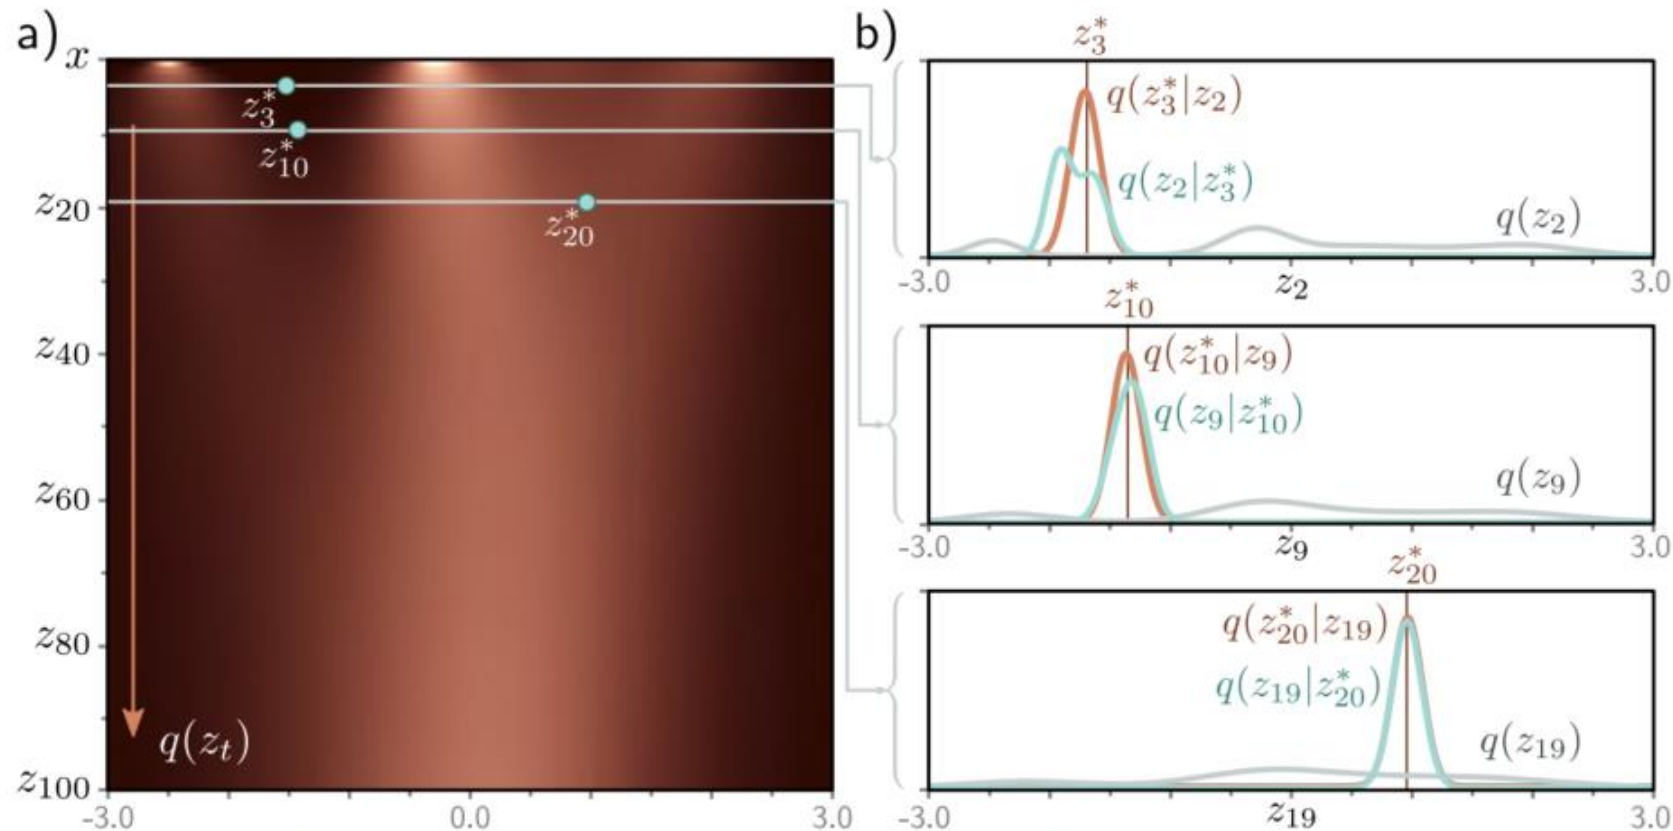 a)
x
z*3
z*10
z20
z*20
z40
z60
z80
q(zt)
z100
-3.0 0.0 3.0
b)
z*3
q(z*3|z2)
q(z2|z*3)
q(z2)
-3.0 z2 3.0
z*10
q(z*10|z9)
q(z9|z*10)
q(z9)
-3.0 z9 3.0
z*20
q(z*20|z19)
q(z19|z*20)
q(z19)
-3.0 z19 3.0